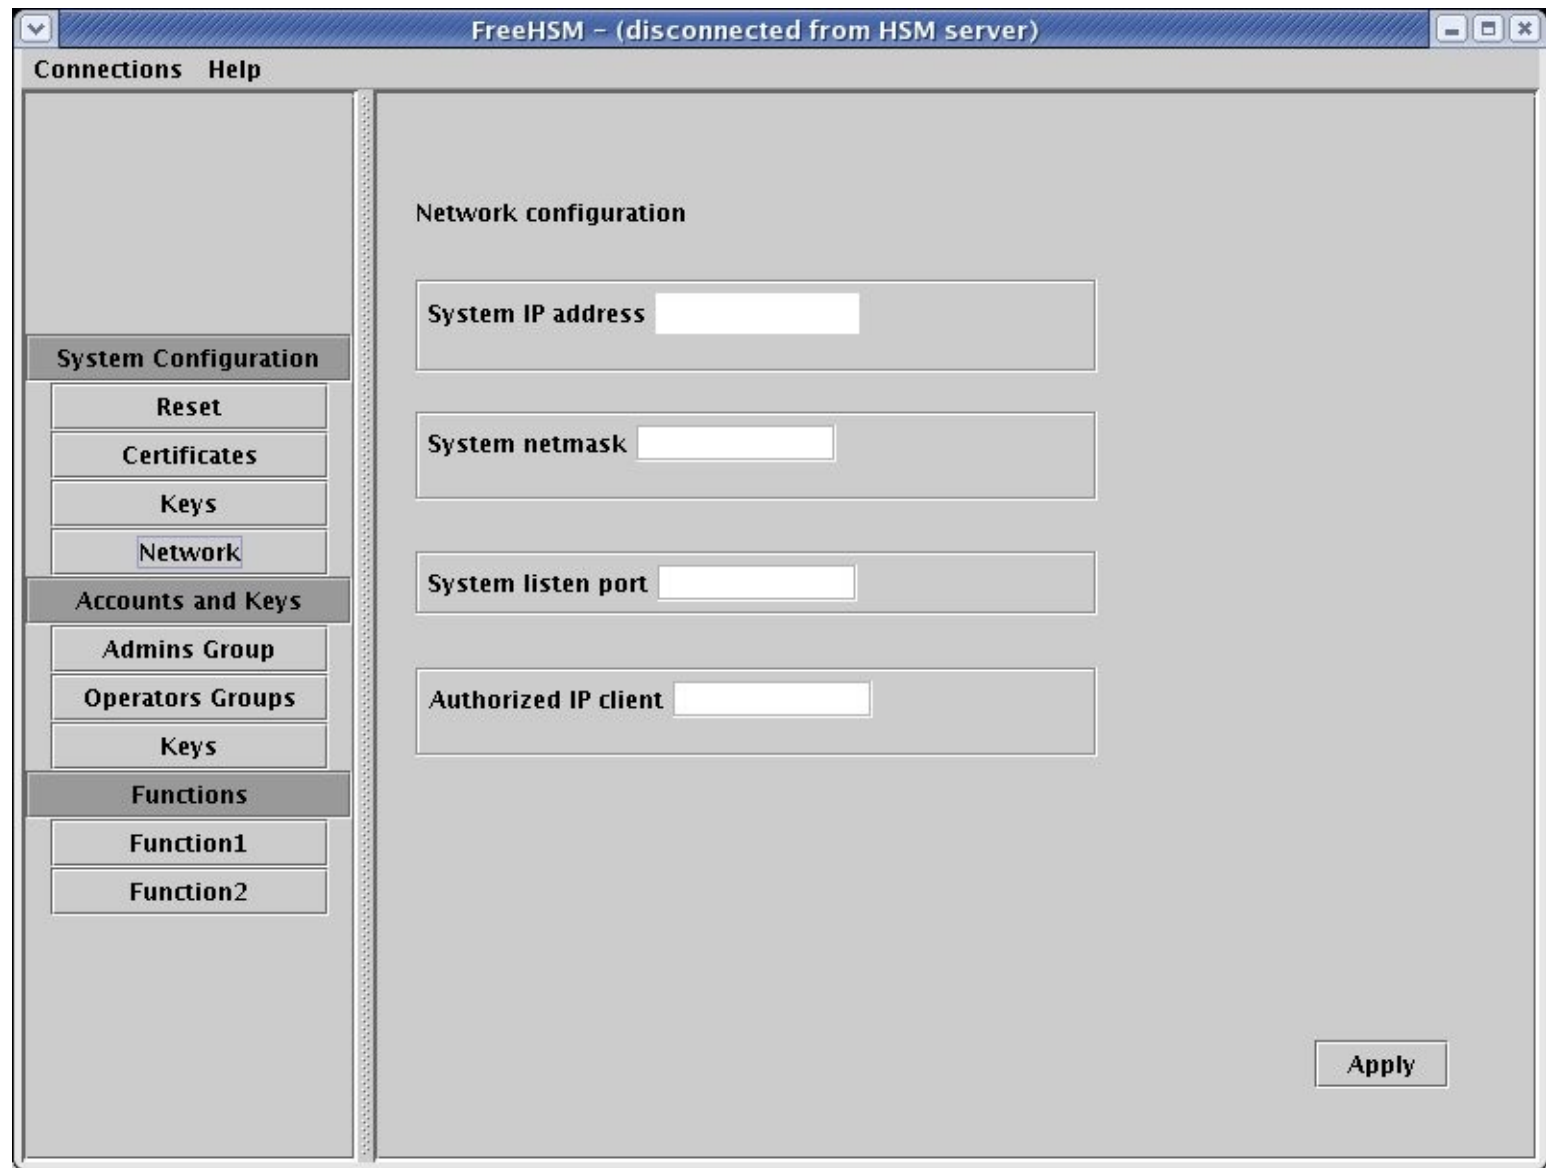 FreeHSM - (disconnected from HSM server)
Connections Help
System Configuration
Reset
Certificates
Keys
Network
Accounts and Keys
Admins Group
Operators Groups
Keys
Functions
Function1
Function2
Network configuration
System IP address
System netmask
System listen port
Authorized IP client
Apply